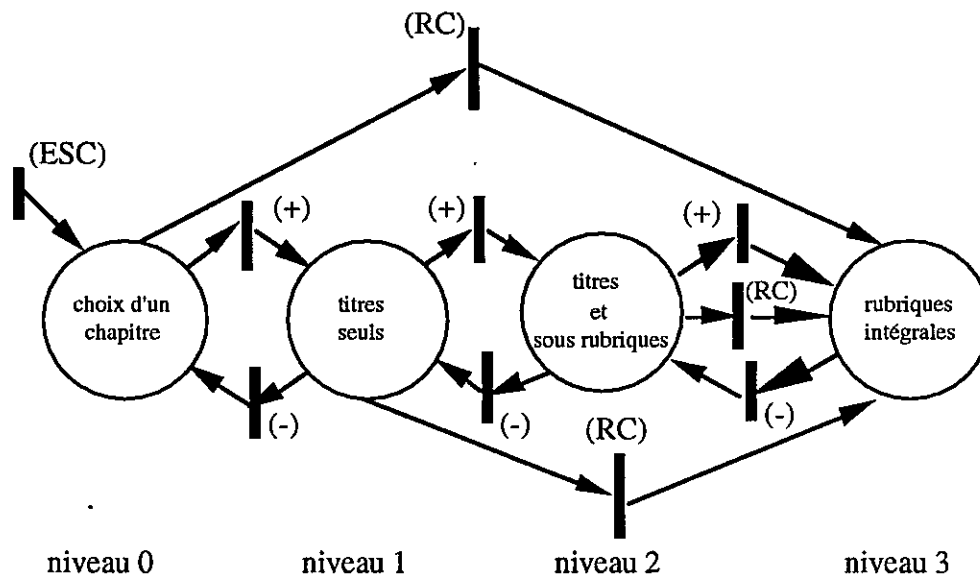 (RC)
(ESC)
(+)
(+)
(+)
choix d'un
chapitre
titres
seuls
titres
et
sous rubriques
(RC)
rubriques
intégrales
(-)
(-)
(-)
(RC)
niveau 0
niveau 1
niveau 2
niveau 3